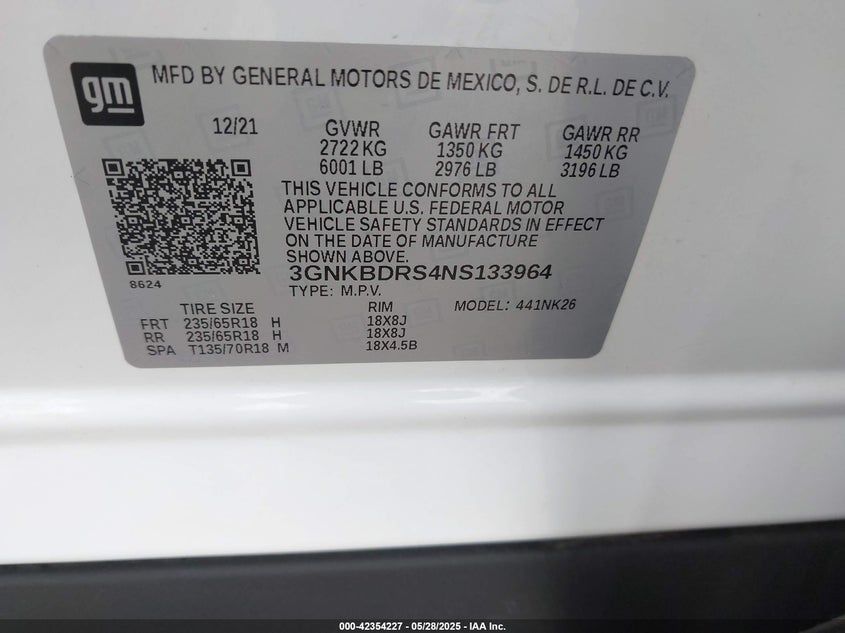 gm
MFD BY GENERAL MOTORS DE MEXICO, S. DE R.L. DE C.V.
12/21 GVWR GAWR FRT GAWR RR
2722 KG 1350 KG 1450 KG
6001 LB 2976 LB 3196 LB
THIS VEHICLE CONFORMS TO ALL
APPLICABLE U.S. FEDERAL MOTOR
VEHICLE SAFETY STANDARDS IN EFFECT
ON THE DATE OF MANUFACTURE
SHOWN ABOVE.
8624
3GNKBDRS4NS133964
TYPE: M.P.V.
TIRE SIZE RIM MODEL: 441NK26
FRT 235/65R18 H 18X8J
RR 235/65R18 H 18X8J
SPA T135/70R18 M 18X4.5B
000-42354227 - 05/28/2025 - IAA Inc.